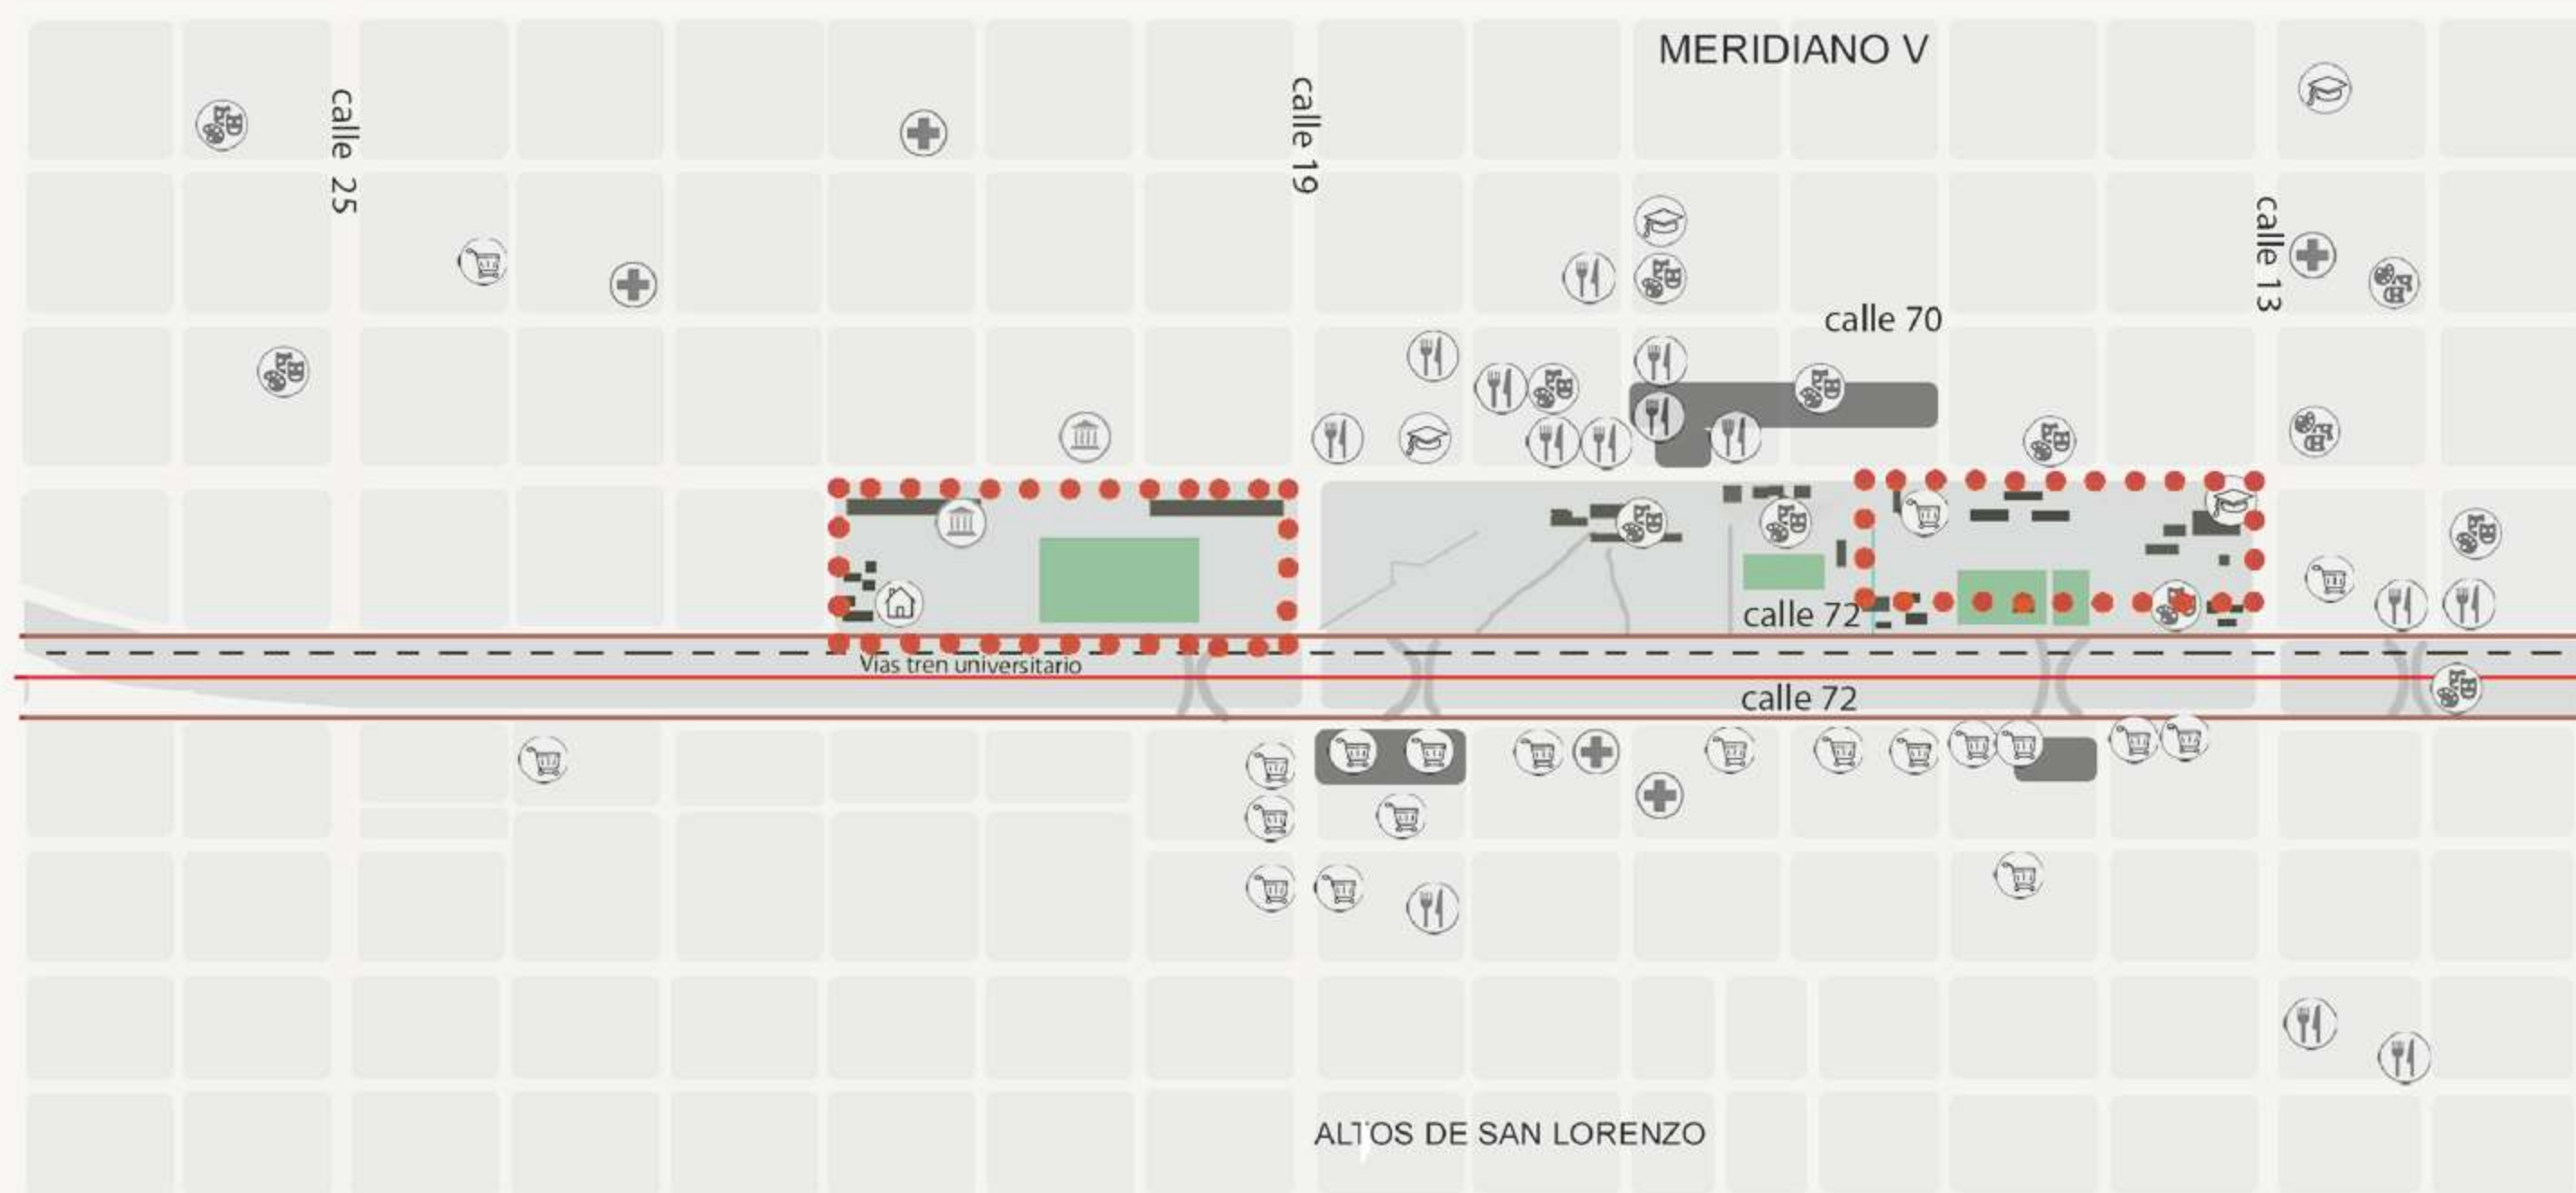 MERIDIANO V
calle 25
calle 19
calle 13
calle 70
calle 72
Vias tren universitario
calle 72
ALTOS DE SAN LORENZO